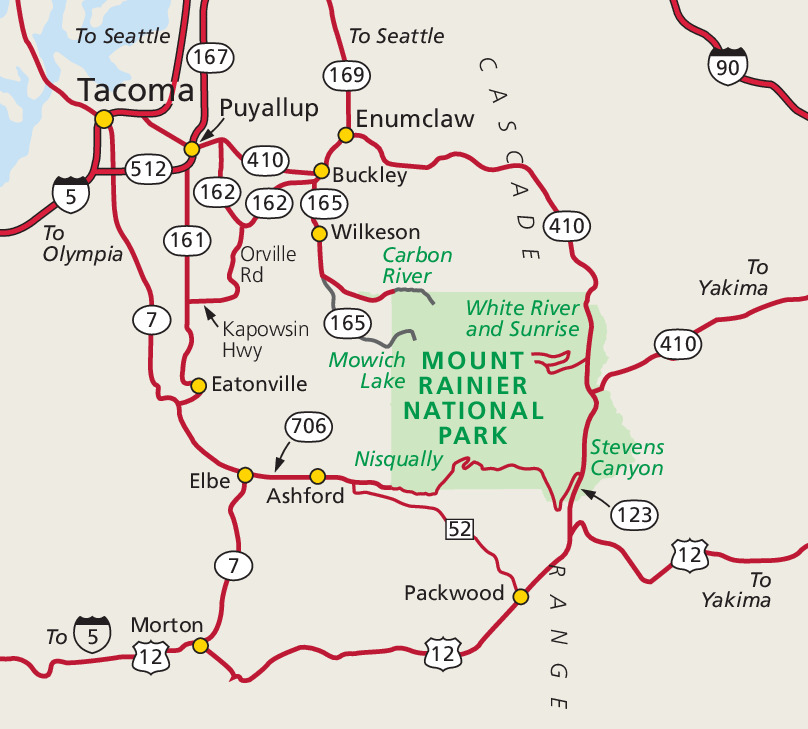 To Seattle
167
To Seattle
90
169
Tacoma
Puyallup
Enumclaw
CASCADE
512
410
Buckley
5
162
162
165
410
To
Olympia
161
Wilkeson
Orville
Rd
Carbon
River
To
Yakima
7
Kapowsin
Hwy
165
White River
and Sunrise
410
Mowich
Lake
MOUNT
RAINIER
NATIONAL
PARK
Eatonville
706
Nisqually
Stevens
Canyon
Elbe
Ashford
52
123
12
7
Packwood
To
Yakima
RANGE
Morton
To 5
12
12